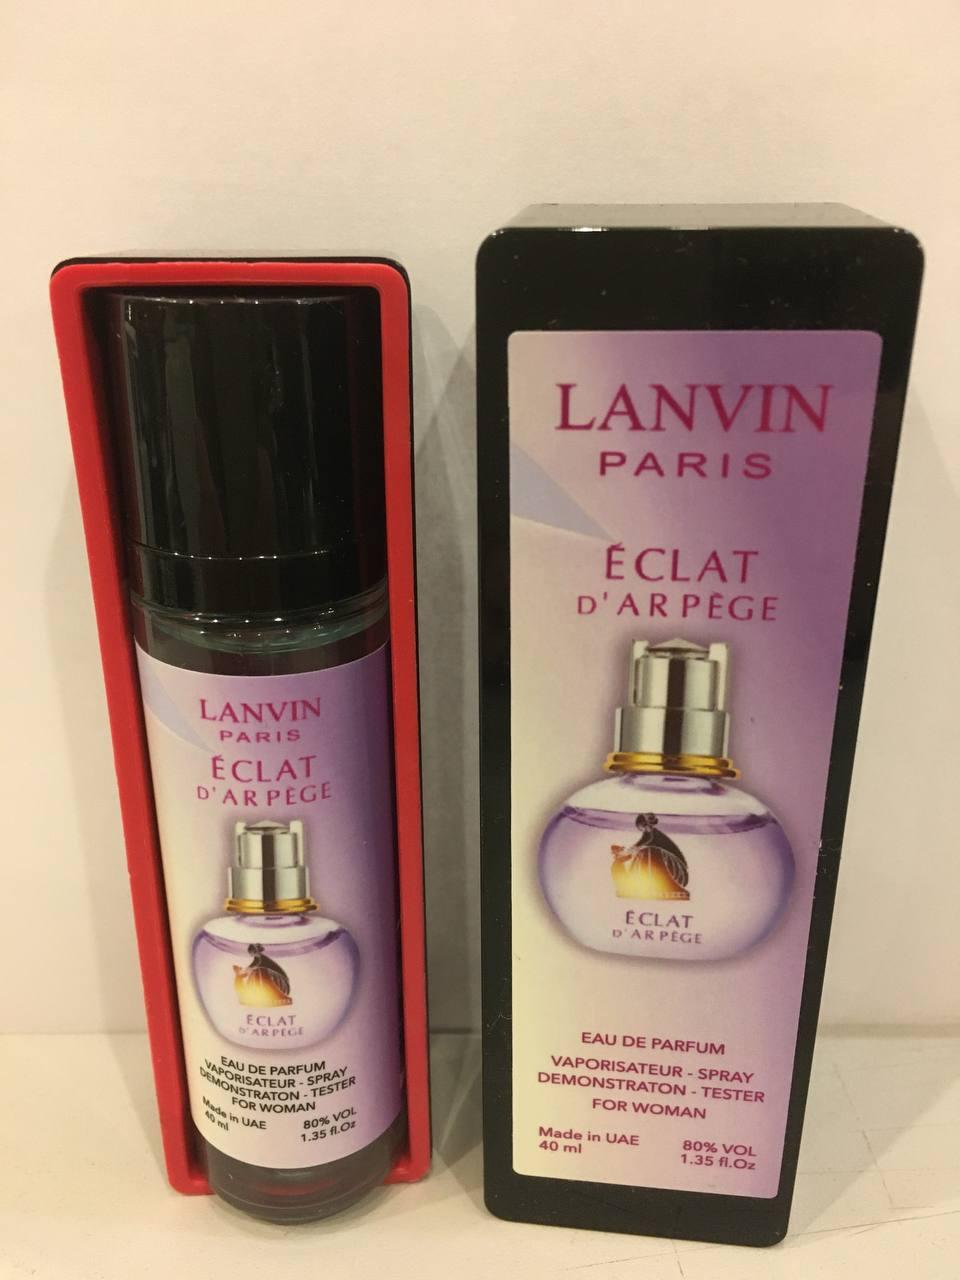 LANVIN
PARIS
ÉCLAT
D'ARPÈGE
ÉCLAT
D'ARPÈGE
EAU DE PARFUM
VAPORISATEUR - SPRAY
DEMONSTRATON - TESTER
FOR WOMAN
Made in UAE
40 ml
80% VOL
1.35 fl.Oz
LANVIN
PARIS
ÉCLAT
D'ARPÈGE
ÉCLAT
D'ARPÈGE
EAU DE PARFUM
VAPORISATEUR - SPRAY
DEMONSTRATON - TESTER
FOR WOMAN
Made in UAE
40 ml
80% VOL
1.35 fl.Oz